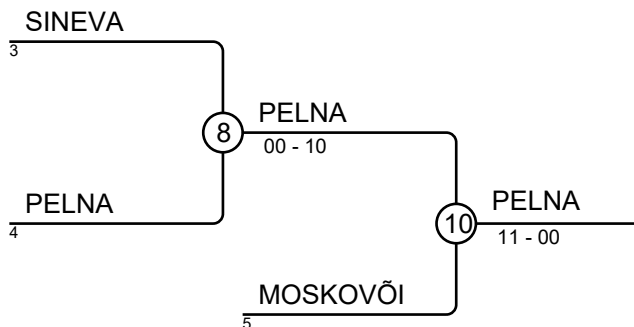 SINEVA
3
8
PELNA
00 - 10
PELNA
4
10
PELNA
11 - 00
MOSKOVÕI
5